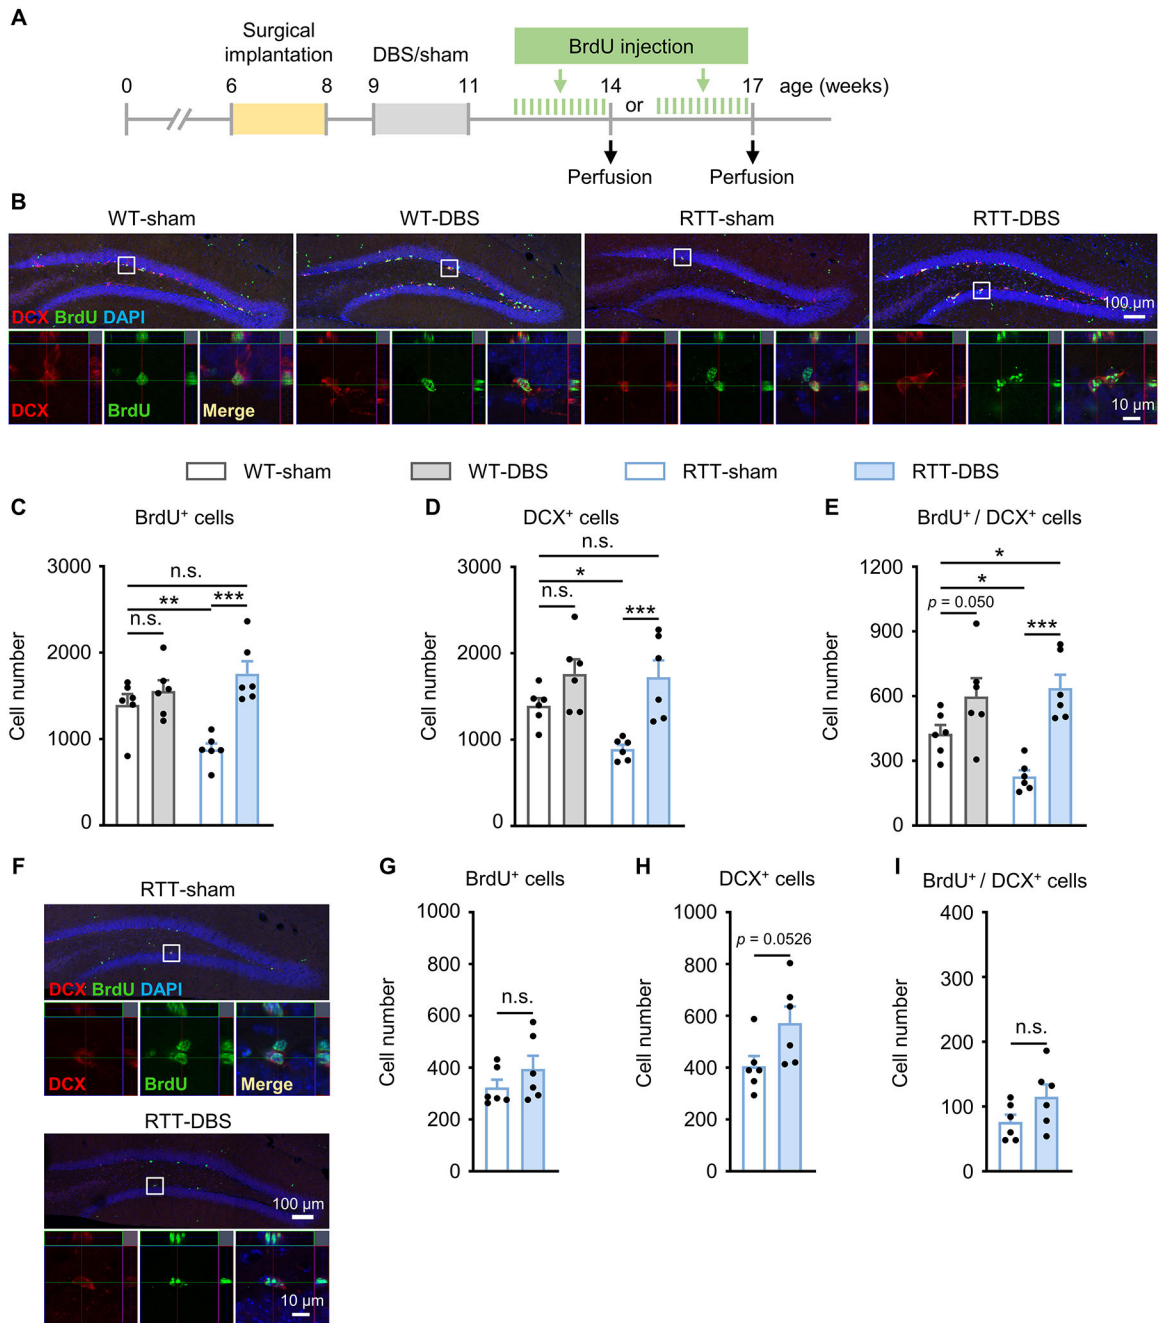 A
Surgical
implantation
DBS/sham
BrdU injection
0
6
8
9
11
14
or
17
age (weeks)
Perfusion
Perfusion
B
WT-sham
WT-DBS
RTT-sham
RTT-DBS
DCX BrdU DAPI
100 µm
DCX
BrdU
Merge
10 µm
WT-sham
WT-DBS
RTT-sham
RTT-DBS
C
BrdU⁺ cells
Cell number
3000
2000
1000
0
n.s.
**
***
n.s.
D
DCX⁺ cells
Cell number
3000
2000
1000
0
n.s.
*
n.s.
***
E
BrdU⁺ / DCX⁺ cells
Cell number
1200
900
600
300
0
*
*
p = 0.050
***
F
RTT-sham
DCX BrdU DAPI
DCX
BrdU
Merge
RTT-DBS
100 µm
10 µm
G
BrdU⁺ cells
Cell number
1000
800
600
400
200
0
n.s.
H
DCX⁺ cells
Cell number
1000
800
600
400
200
0
p = 0.0526
I
BrdU⁺ / DCX⁺ cells
Cell number
400
300
200
100
0
n.s.